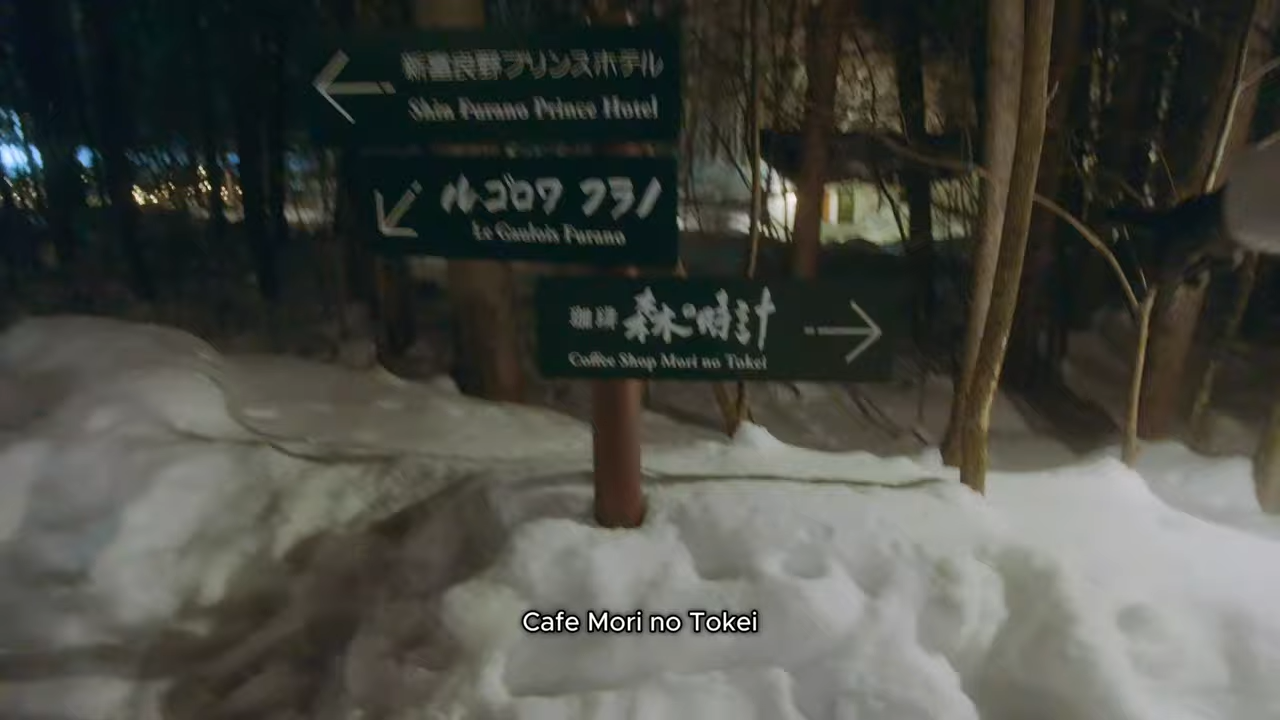 新富良野プリンスホテル
Shin Furano Prince Hotel
ル・ゴロワ フラノ
Le Gaulois Furano
珈琲 森の時計
Coffee Shop Mori no Tokei
Cafe Mori no Tokei